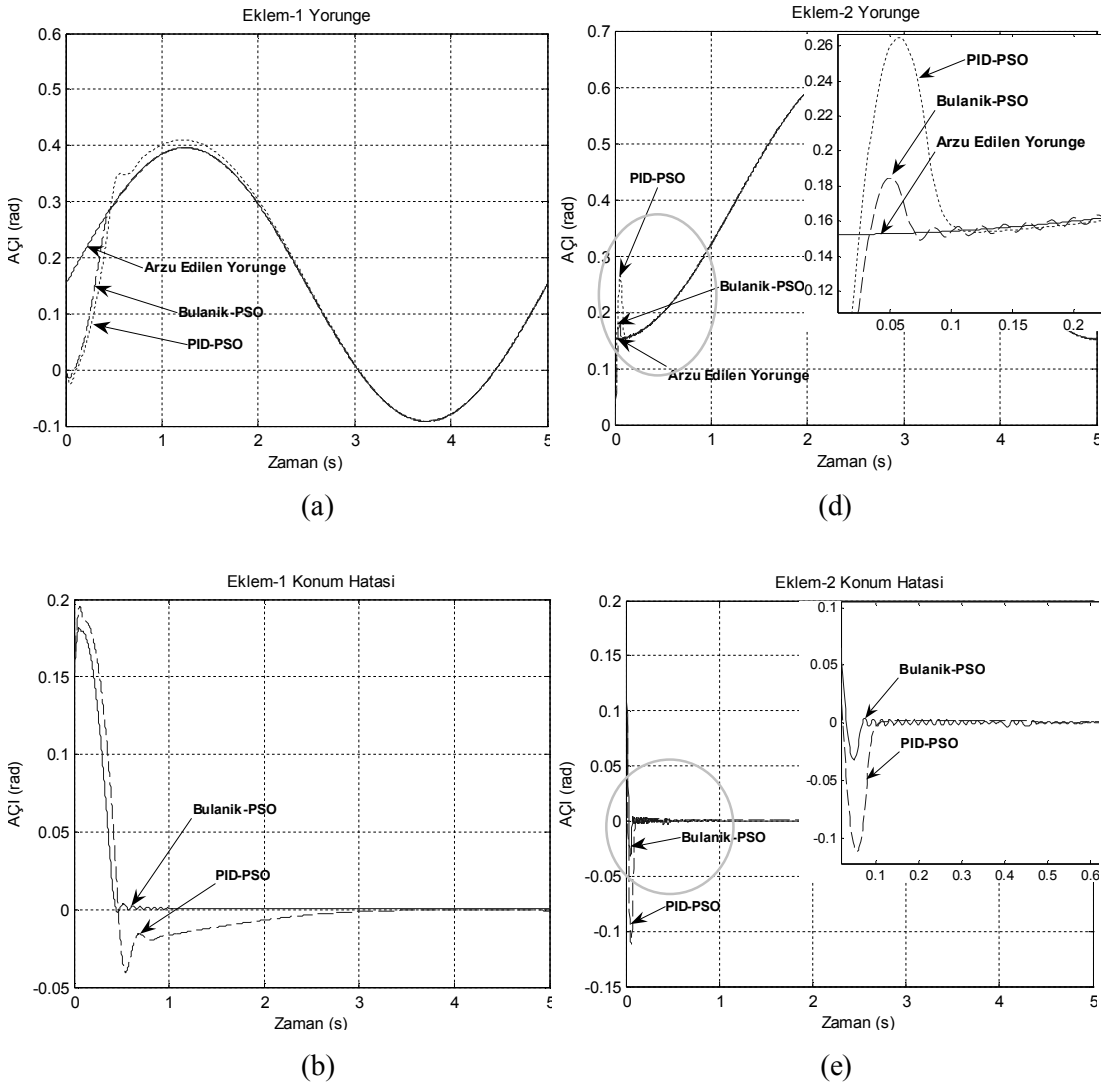 Eklem-1 Yorunge
0.6
0.5
0.4
0.3
0.2
0.1
0
-0.1
AÇI (rad)
Arzu Edilen Yorunge
Bulanik-PSO
PID-PSO
0 1 2 3 4 5
Zaman (s)
(a)
Eklem-2 Yorunge
0.7
0.6
0.5
0.4
0.3
0.2
0.1
0
AÇI (rad)
PID-PSO
Bulanik-PSO
Arzu Edilen Yorunge
0 1 2 3 4 5
Zaman (s)
0.26
0.24
0.22
0.2
0.18
0.16
0.14
0.12
PID-PSO
Bulanik-PSO
Arzu Edilen Yorunge
0.05 0.1 0.15 0.2
(d)
Eklem-1 Konum Hatasi
0.2
0.15
0.1
0.05
0
-0.05
AÇI (rad)
Bulanik-PSO
PID-PSO
0 1 2 3 4 5
Zaman (s)
(b)
Eklem-2 Konum Hatasi
0.2
0.15
0.1
0.05
0
-0.05
-0.1
-0.15
AÇI (rad)
Bulanik-PSO
PID-PSO
0 1 2 3 4 5
Zaman (s)
0.1
0.05
0
-0.05
-0.1
Bulanik-PSO
PID-PSO
0.1 0.2 0.3 0.4 0.5 0.6
(e)